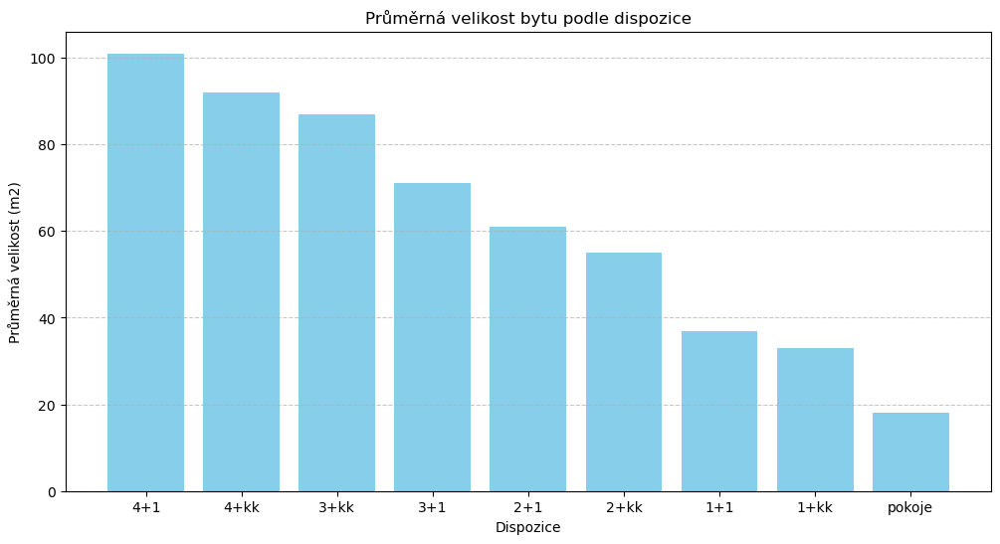 Průměrná velikost bytu podle dispozice
Průměrná velikost (m2)
100
80
60
40
20
0
4+1 4+kk 3+kk 3+1 2+1 2+kk 1+1 1+kk pokoje
Dispozice